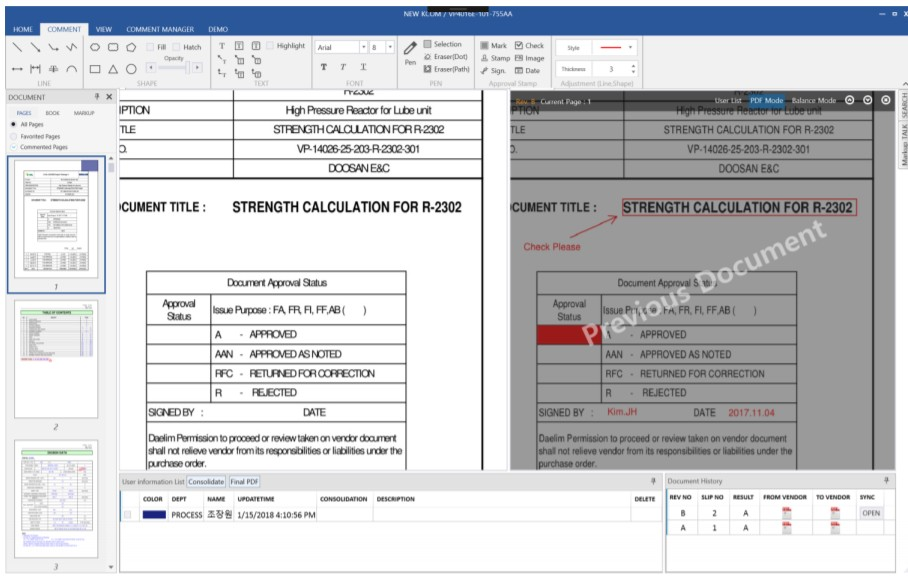 NEW KCOM / VP4016E-101-755AA
HOME COMMENT VIEW COMMENT MANAGER DEMO
Fill Hatch
Opacity
Highlight
Arial 8
Pen
Selection
Eraser(Dot)
Eraser(Path)
Mark Check
Stamp Image
Sign. Date
Style
Thickness 3
LINE SHAPE TEXT FONT PEN Approval Stamp Adjustment (Line,Shape)
DOCUMENT
PAGES BOOK MARKUP
All Pages
Favorited Pages
Commented Pages
1
TABLE OF CONTENTS
2
3
IPTION High Pressure Reactor for Lube unit
TLE STRENGTH CALCULATION FOR R-2302
O. VP-14026-25-203-R-2302-301
DOOSAN E&C
OCUMENT TITLE : STRENGTH CALCULATION FOR R-2302
Document Approval Status
Approval Status
Issue Purpose : FA, FR, FI, FF,AB ( )
A - APPROVED
AAN - APPROVED AS NOTED
RFC - RETURNED FOR CORRECTION
R - REJECTED
SIGNED BY : DATE
Daelim Permission to proceed or review taken on vendor document
shall not relieve vendor from its responsibilities or liabilities under the
purchase order.
Rev. B Current Page : 1 User List PDF Mode Balance Mode
IPTION High Pressure Reactor for Lube unit
TLE STRENGTH CALCULATION FOR R-2302
O. VP-14026-25-203-R-2302-301
DOOSAN E&C
OCUMENT TITLE : STRENGTH CALCULATION FOR R-2302
Check Please
Previous Document
Document Approval Status
Approval Status
Issue Purpose : FA, FR, FI, FF,AB ( )
A - APPROVED
AAN - APPROVED AS NOTED
RFC - RETURNED FOR CORRECTION
R - REJECTED
SIGNED BY : Kim.JH DATE 2017.11.04
Daelim Permission to proceed or review taken on vendor document
shall not relieve vendor from its responsibilities or liabilities under the
purchase order.
SEARCH
Markup TALK
User information List Consolidate Final PDF
COLOR DEPT NAME UPDATETIME CONSOLIDATION DESCRIPTION DELETE
PROCESS 조장원 1/15/2018 4:10:56 PM
Document History
REV NO SLIP NO RESULT FROM VENDOR TO VENDOR SYNC
B 2 A OPEN
A 1 A